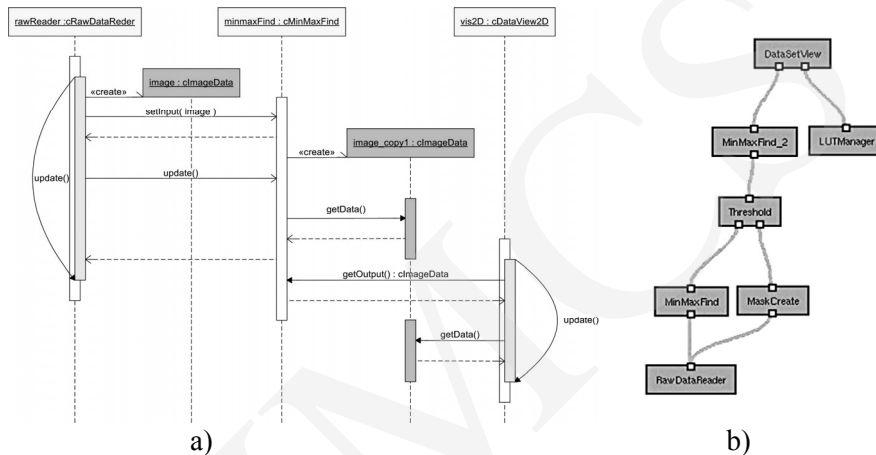 rawReader :cRawDataReder
minmaxFind : cMinMaxFind
vis2D : cDataView2D
image : cImageData
«create»
setInput( image )
image_copy1 : cImageData
«create»
update()
update()
getData()
getOutput() : cImageData
update()
getData()
a)
DataSetView
MinMaxFind_2
LUTManager
Threshold
MinMaxFind
MaskCreate
RawDataReader
b)